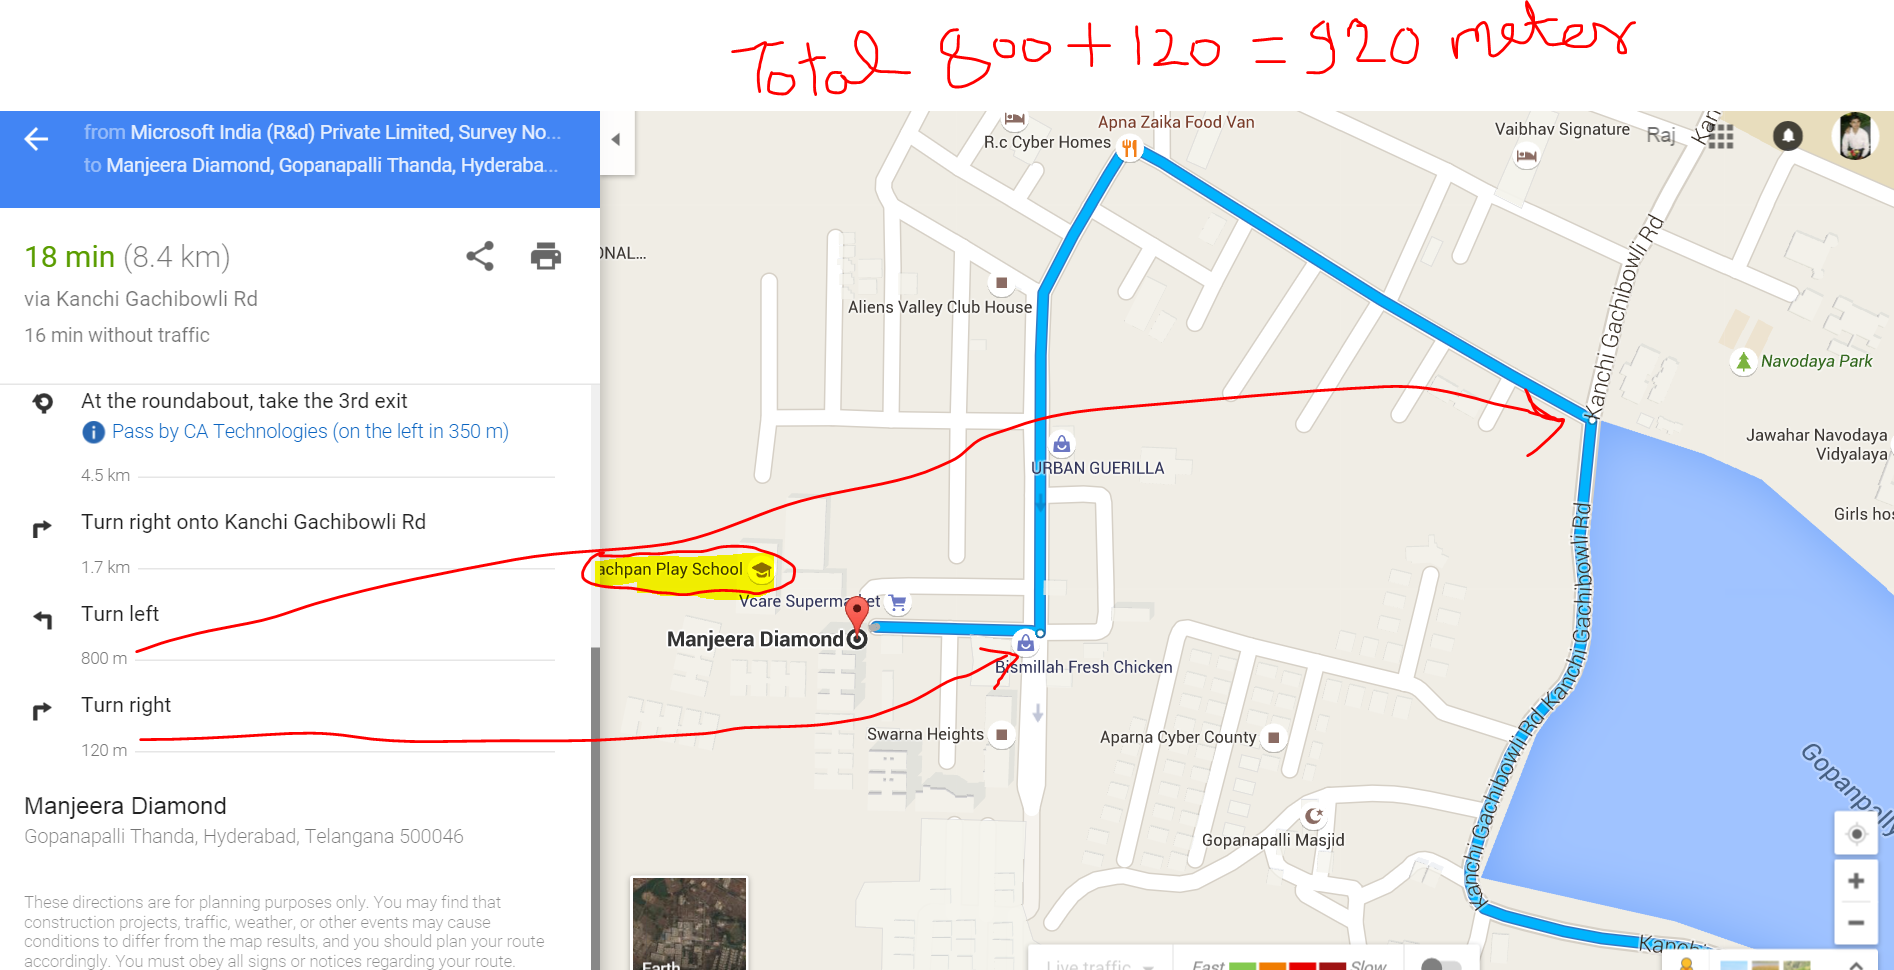 Total 800 + 120 = 920 meter
from Microsoft India (R&d) Private Limited, Survey No...
to Manjeera Diamond, Gopanapalli Thanda, Hyderaba...
18 min (8.4 km)
via Kanchi Gachibowli Rd
16 min without traffic
At the roundabout, take the 3rd exit
Pass by CA Technologies (on the left in 350 m)
4.5 km
Turn right onto Kanchi Gachibowli Rd
1.7 km
Turn left
800 m
Turn right
120 m
Manjeera Diamond
Gopanapalli Thanda, Hyderabad, Telangana 500046
These directions are for planning purposes only. You may find that
construction projects, traffic, weather, or other events may cause
conditions to differ from the map results, and you should plan your route
accordingly. You must obey all signs or notices regarding your route.
Apna Zaika Food Van
R.c Cyber Homes
Vaibhav Signature
Raj
Kan
ONAL...
Kanchi Gachibowli Rd
Aliens Valley Club House
Navodaya Park
Jawahar Navodaya
Vidyalaya
URBAN GUERILLA
Girls hos
Kanchi Gachibowli Rd
achpan Play School
Vcare Supermarket
Manjeera Diamond
Bismillah Fresh Chicken
Swarna Heights
Aparna Cyber County
Kanchi Gachibowli Rd
Gopanpally
Gopanapalli Masjid
Kanchi
Earth
Live traffic
Fast
Slow